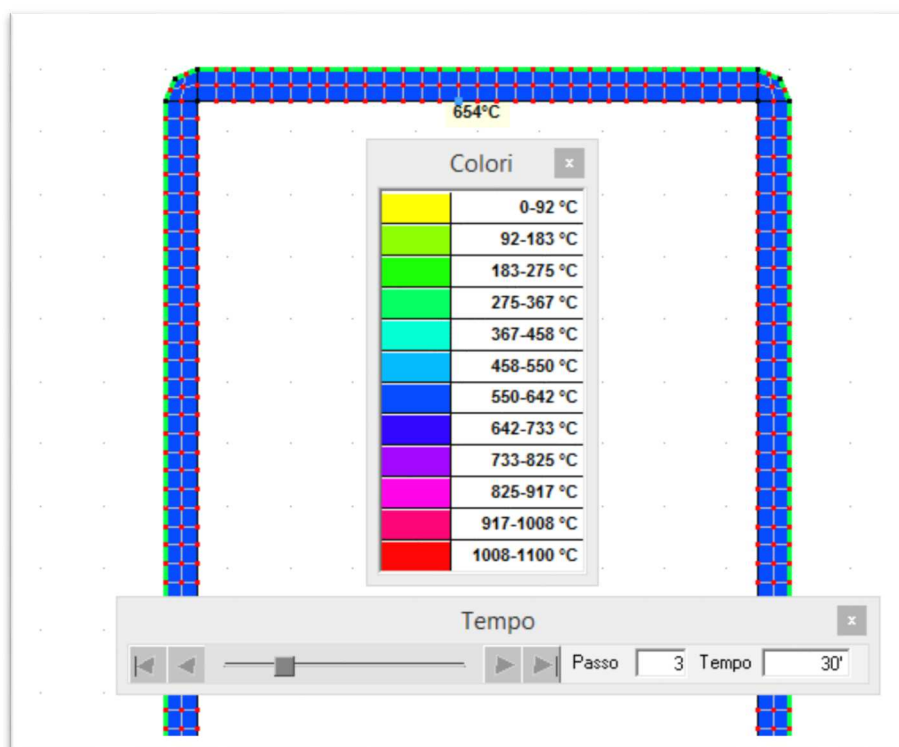 654°C
Colori x
0-92 °C
92-183 °C
183-275 °C
275-367 °C
367-458 °C
458-550 °C
550-642 °C
642-733 °C
733-825 °C
825-917 °C
917-1008 °C
1008-1100 °C
Tempo x
Passo 3 Tempo 30'